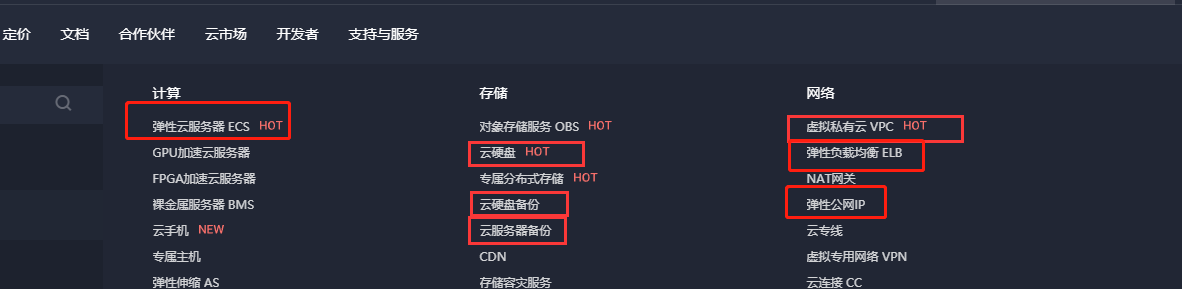 定价 文档 合作伙伴 云市场 开发者 支持与服务
计算
弹性云服务器 ECS HOT
GPU加速云服务器
FPGA加速云服务器
裸金属服务器 BMS
云手机 NEW
专属主机
弹性伸缩 AS
存储
对象存储服务 OBS HOT
云硬盘 HOT
专属分布式存储 HOT
云硬盘备份
云服务器备份
CDN
存储容灾服务
网络
虚拟私有云 VPC HOT
弹性负载均衡 ELB
NAT网关
弹性公网IP
云专线
虚拟专用网络 VPN
云连接 CC